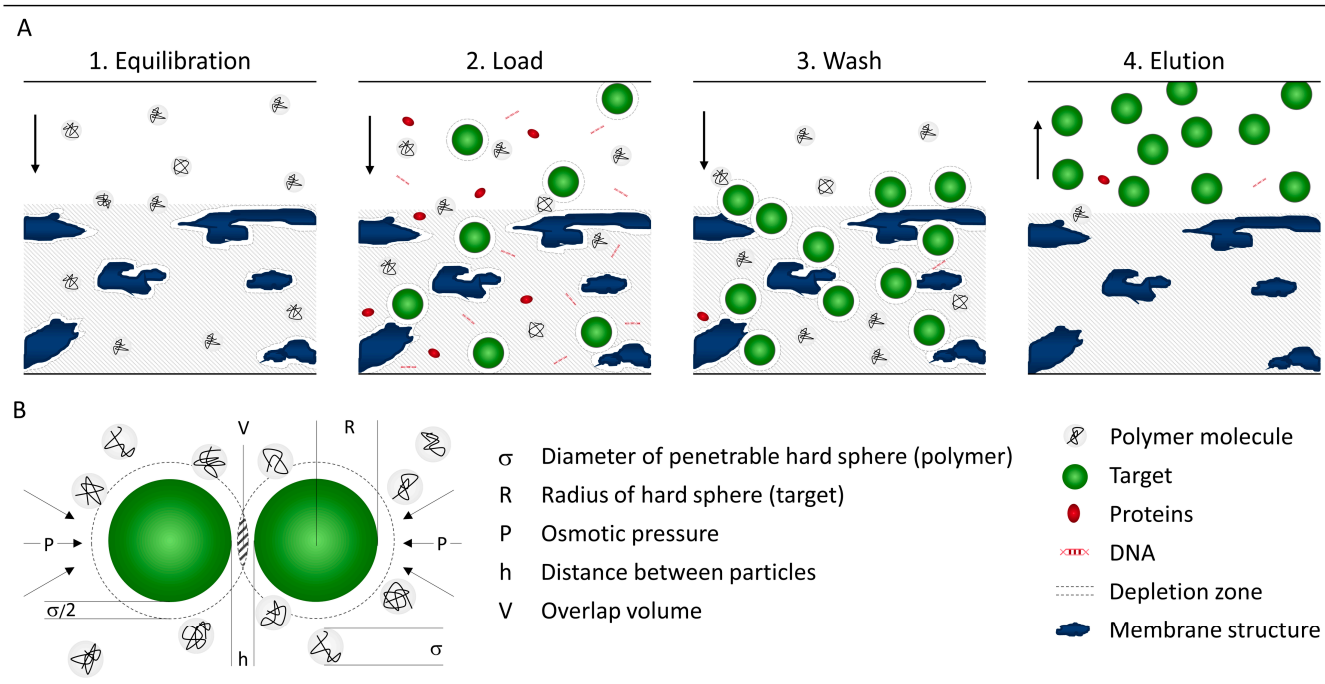 A
1. Equilibration
2. Load
3. Wash
4. Elution
B
V
R
P
P
σ/2
h
σ
σ Diameter of penetrable hard sphere (polymer)
R Radius of hard sphere (target)
P Osmotic pressure
h Distance between particles
V Overlap volume
Polymer molecule
Target
Proteins
DNA
Depletion zone
Membrane structure